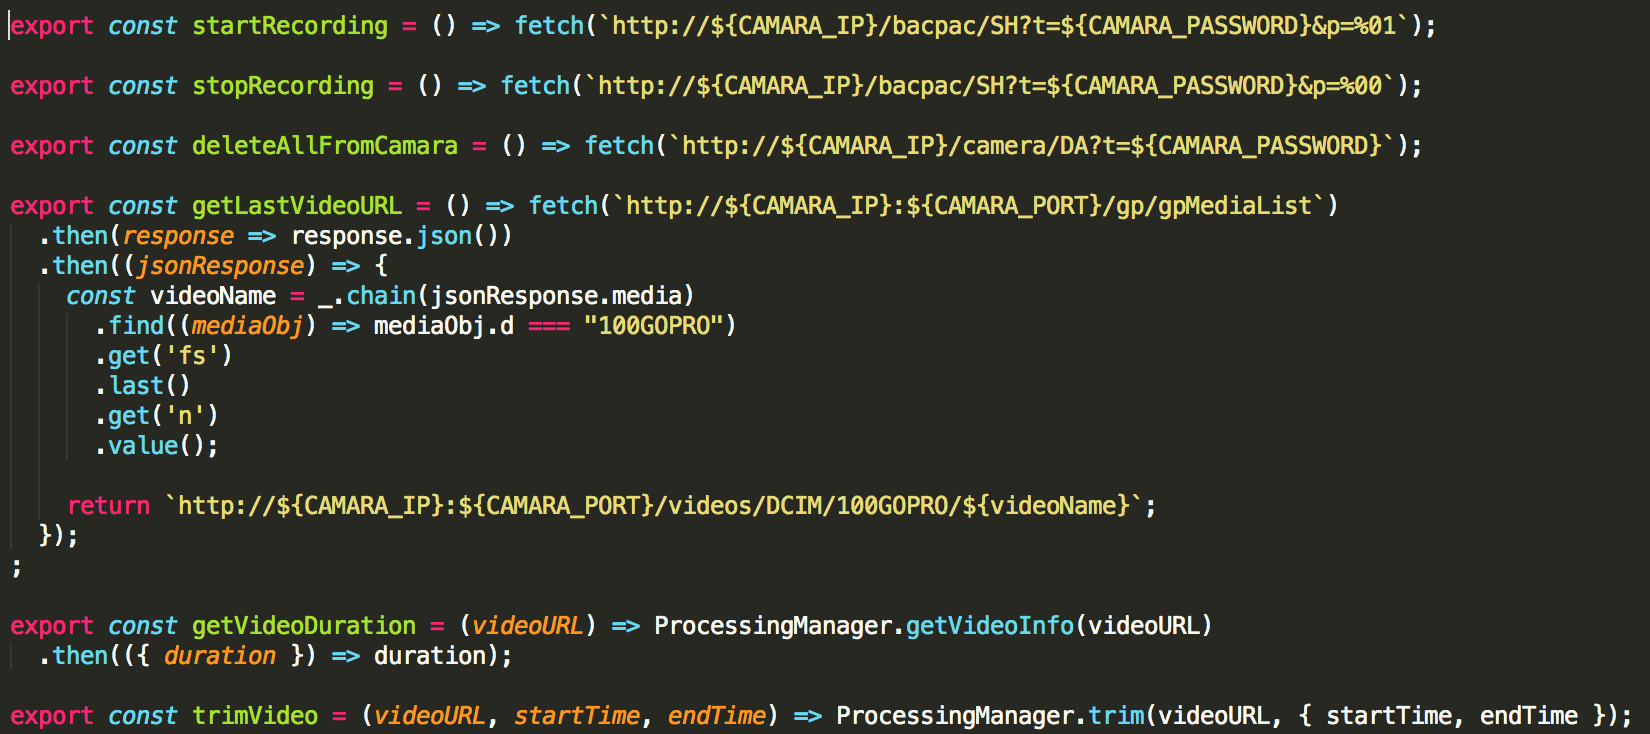 export const startRecording = () => fetch(`http://${CAMARA_IP}/bacpac/SH?t=${CAMARA_PASSWORD}&p=%01`);
export const stopRecording = () => fetch(`http://${CAMARA_IP}/bacpac/SH?t=${CAMARA_PASSWORD}&p=%00`);
export const deleteAllFromCamara = () => fetch(`http://${CAMARA_IP}/camera/DA?t=${CAMARA_PASSWORD}`);
export const getLastVideoURL = () => fetch(`http://${CAMARA_IP}:${CAMARA_PORT}/gp/gpMediaList`)
  .then(response => response.json())
  .then((jsonResponse) => {
    const videoName = _.chain(jsonResponse.media)
      .find((mediaObj) => mediaObj.d === "100GOPRO")
      .get('fs')
      .last()
      .get('n')
      .value();
    return `http://${CAMARA_IP}:${CAMARA_PORT}/videos/DCIM/100GOPRO/${videoName}`;
  });
;
export const getVideoDuration = (videoURL) => ProcessingManager.getVideoInfo(videoURL)
  .then(({ duration }) => duration);
export const trimVideo = (videoURL, startTime, endTime) => ProcessingManager.trim(videoURL, { startTime, endTime });